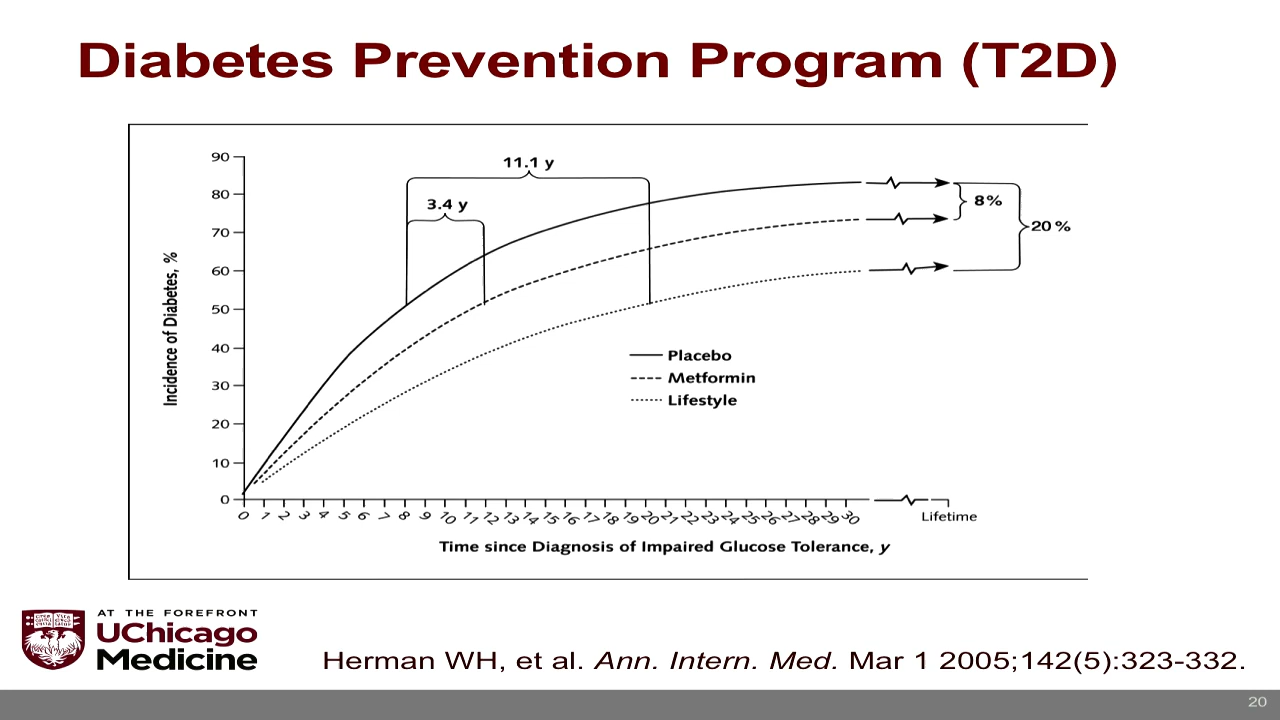 Diabetes Prevention Program (T2D)
11.1 y
3.4 y
8%
20 %
90
80
70
60
50
40
30
20
10
0
Incidence of Diabetes, %
Placebo
Metformin
Lifestyle
0 1 2 3 4 5 6 7 8 9 10 11 12 13 14 15 16 17 18 19 20 21 22 23 24 25 26 27 28 29 30 Lifetime
Time since Diagnosis of Impaired Glucose Tolerance, y
AT THE FOREFRONT
UChicago
Medicine
Herman WH, et al. Ann. Intern. Med. Mar 1 2005;142(5):323-332.
20